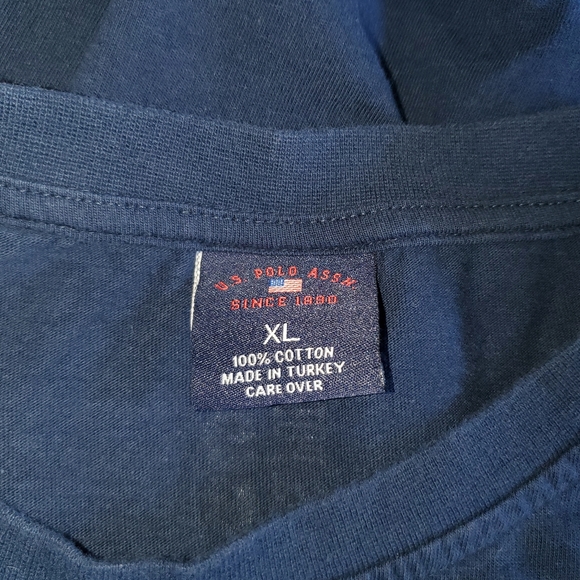 U.S. POLO ASSN
SINCE 1890
XL
100% COTTON
MADE IN TURKEY
CARE OVER